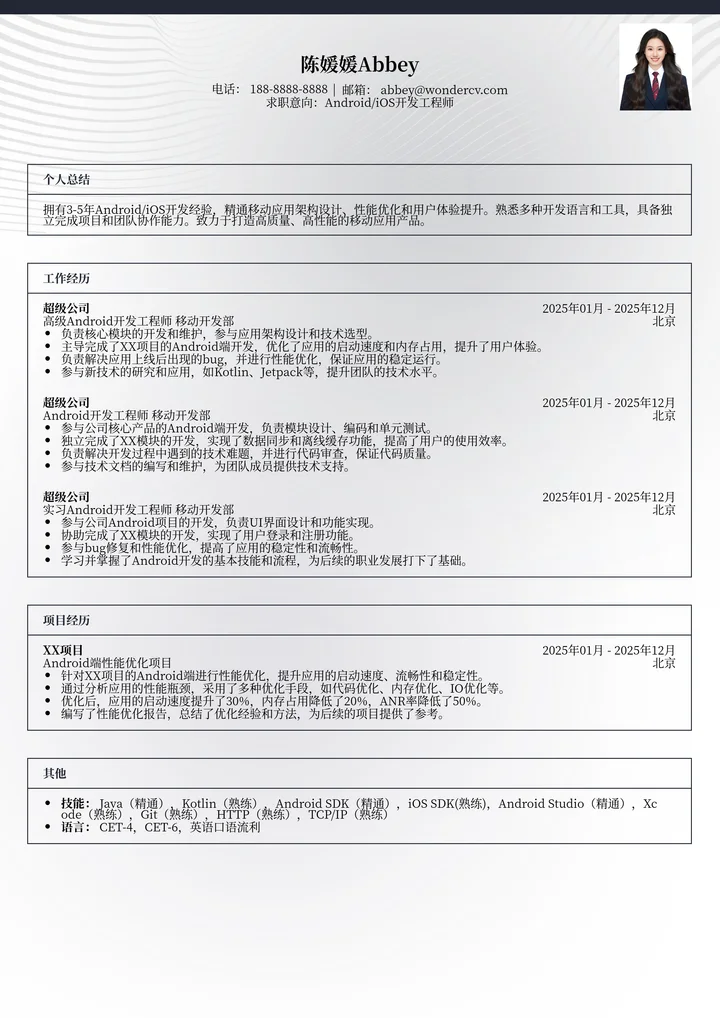 陈媛媛Abbey
电话： 188-8888-8888 | 邮箱： abbey@wondercv.com
求职意向：Android/iOS开发工程师
个人总结
拥有3-5年Android/iOS开发经验，精通移动应用架构设计、性能优化和用户体验提升。熟悉多种开发语言和工具，具备独
立完成项目和团队协作能力。致力于打造高质量、高性能的移动应用产品。
工作经历
超级公司 2025年01月 - 2025年12月
高级Android开发工程师 移动开发部 北京
• 负责核心模块的开发和维护，参与应用架构设计和技术选型。
• 主导完成了XX项目的Android端开发，优化了应用的启动速度和内存占用，提升了用户体验。
• 负责解决应用上线后出现的bug，并进行性能优化，保证应用的稳定运行。
• 参与新技术的研究和应用，如Kotlin、Jetpack等，提升团队的技术水平。
超级公司 2025年01月 - 2025年12月
Android开发工程师 移动开发部 北京
• 参与公司核心产品的Android端开发，负责模块设计、编码和单元测试。
• 独立完成了XX模块的开发，实现了数据同步和离线缓存功能，提高了用户的使用效率。
• 负责解决开发过程中遇到的技术难题，并进行代码审查，保证代码质量。
• 参与技术文档的编写和维护，为团队成员提供技术支持。
超级公司 2025年01月 - 2025年12月
实习Android开发工程师 移动开发部 北京
• 参与公司Android项目的开发，负责UI界面设计和功能实现。
• 协助完成了XX模块的开发，实现了用户登录和注册功能。
• 参与bug修复和性能优化，提高了应用的稳定性和流畅性。
• 学习并掌握了Android开发的基本技能和流程，为后续的职业发展打下了基础。
项目经历
XX项目 2025年01月 - 2025年12月
Android端性能优化项目 北京
• 针对XX项目的Android端进行性能优化，提升应用的启动速度、流畅性和稳定性。
• 通过分析应用的性能瓶颈，采用了多种优化手段，如代码优化、内存优化、IO优化等。
• 优化后，应用的启动速度提升了30%，内存占用降低了20%，ANR率降低了50%。
• 编写了性能优化报告，总结了优化经验和方法，为后续的项目提供了参考。
其他
• 技能： Java（精通）, Kotlin（熟练）, Android SDK（精通）, iOS SDK(熟练), Android Studio（精通）, Xc
ode（熟练）, Git（熟练）, HTTP（熟练）, TCP/IP（熟练）
• 语言： CET-4，CET-6，英语口语流利